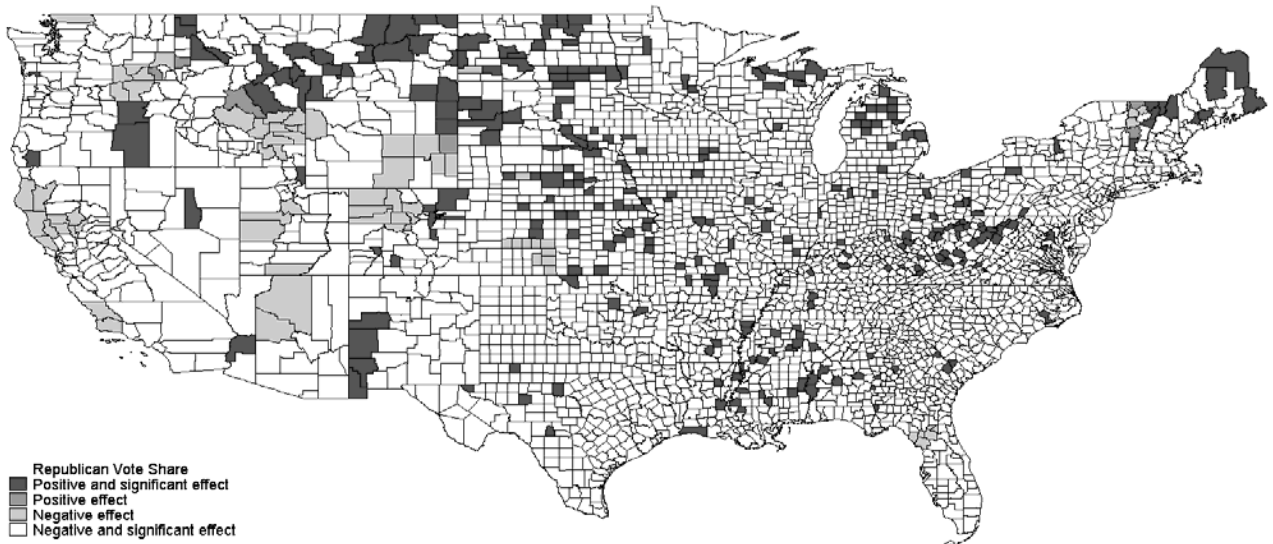 Republican Vote Share
Positive and significant effect
Positive effect
Negative effect
Negative and significant effect